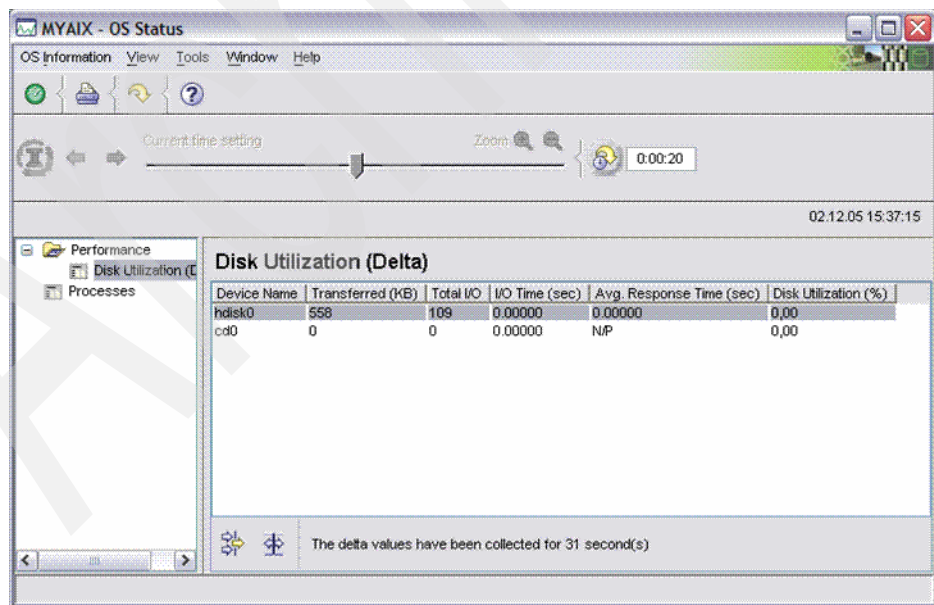 MYAIX - OS Status
OS Information View Tools Window Help
Current time setting Zoom
0:00:20
02.12.05 15:37:15
Performance
Disk Utilization (D
Processes
Disk Utilization (Delta)
Device Name Transferred (KB) Total I/O I/O Time (sec) Avg. Response Time (sec) Disk Utilization (%)
hdisk0 558 109 0.00000 0.00000 0,00
cd0 0 0 0.00000 N/P 0,00
The delta values have been collected for 31 second(s)